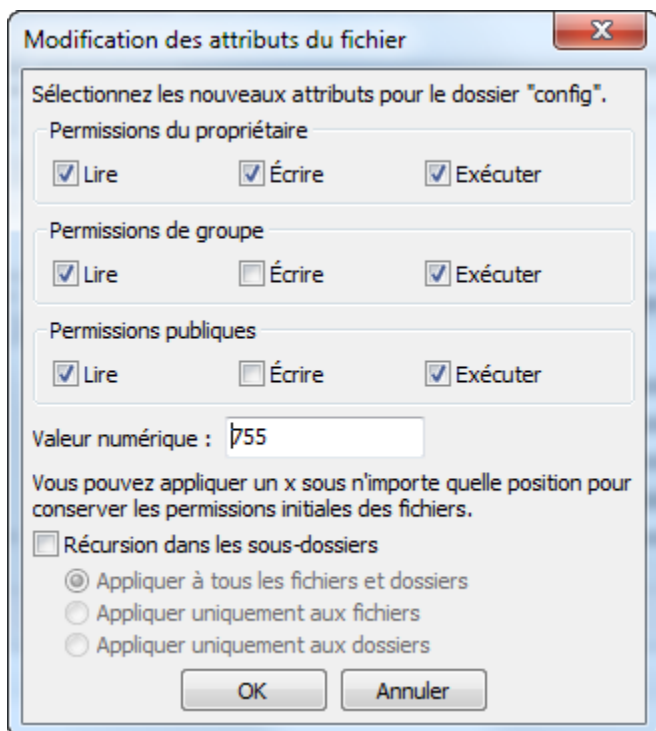 Modification des attributs du fichier
Sélectionnez les nouveaux attributs pour le dossier "config".
Permissions du propriétaire
Lire Écrire Exécuter
Permissions de groupe
Lire Écrire Exécuter
Permissions publiques
Lire Écrire Exécuter
Valeur numérique : 755
Vous pouvez appliquer un x sous n'importe quelle position pour
conserver les permissions initiales des fichiers.
Récursion dans les sous-dossiers
Appliquer à tous les fichiers et dossiers
Appliquer uniquement aux fichiers
Appliquer uniquement aux dossiers
OK Annuler